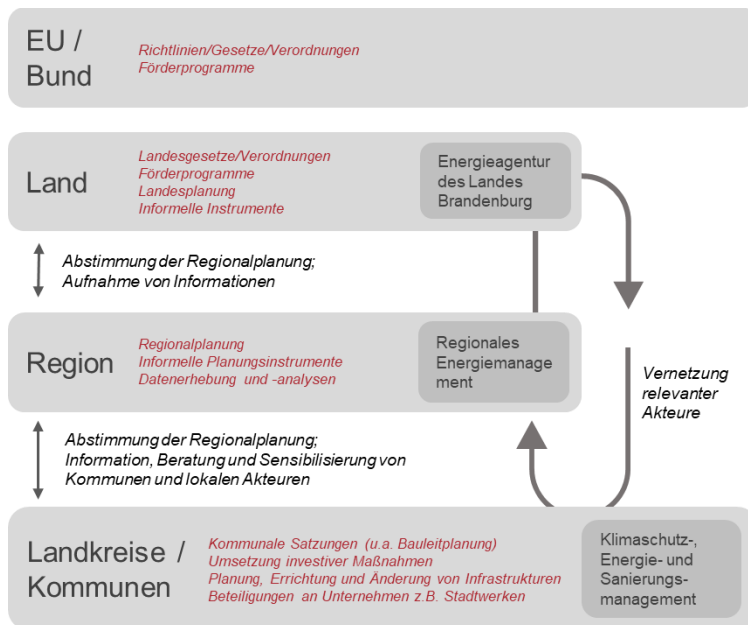 EU /
Bund
Richtlinien/Gesetze/Verordnungen
Förderprogramme
Land
Landesgesetze/Verordnungen
Förderprogramme
Landesplanung
Informelle Instrumente
Energieagentur
des Landes
Brandenburg
Abstimmung der Regionalplanung;
Aufnahme von Informationen
Region
Regionalplanung
Informelle Planungsinstrumente
Datenerhebung und -analysen
Regionales
Energiemanage
ment
Vernetzung
relevanter
Akteure
Abstimmung der Regionalplanung;
Information, Beratung und Sensibilisierung von
Kommunen und lokalen Akteuren
Landkreise /
Kommunen
Kommunale Satzungen (u.a. Bauleitplanung)
Umsetzung investiver Maßnahmen
Planung, Errichtung und Änderung von Infrastrukturen
Beteiligungen an Unternehmen z.B. Stadtwerken
Klimaschutz-,
Energie- und
Sanierungs-
management